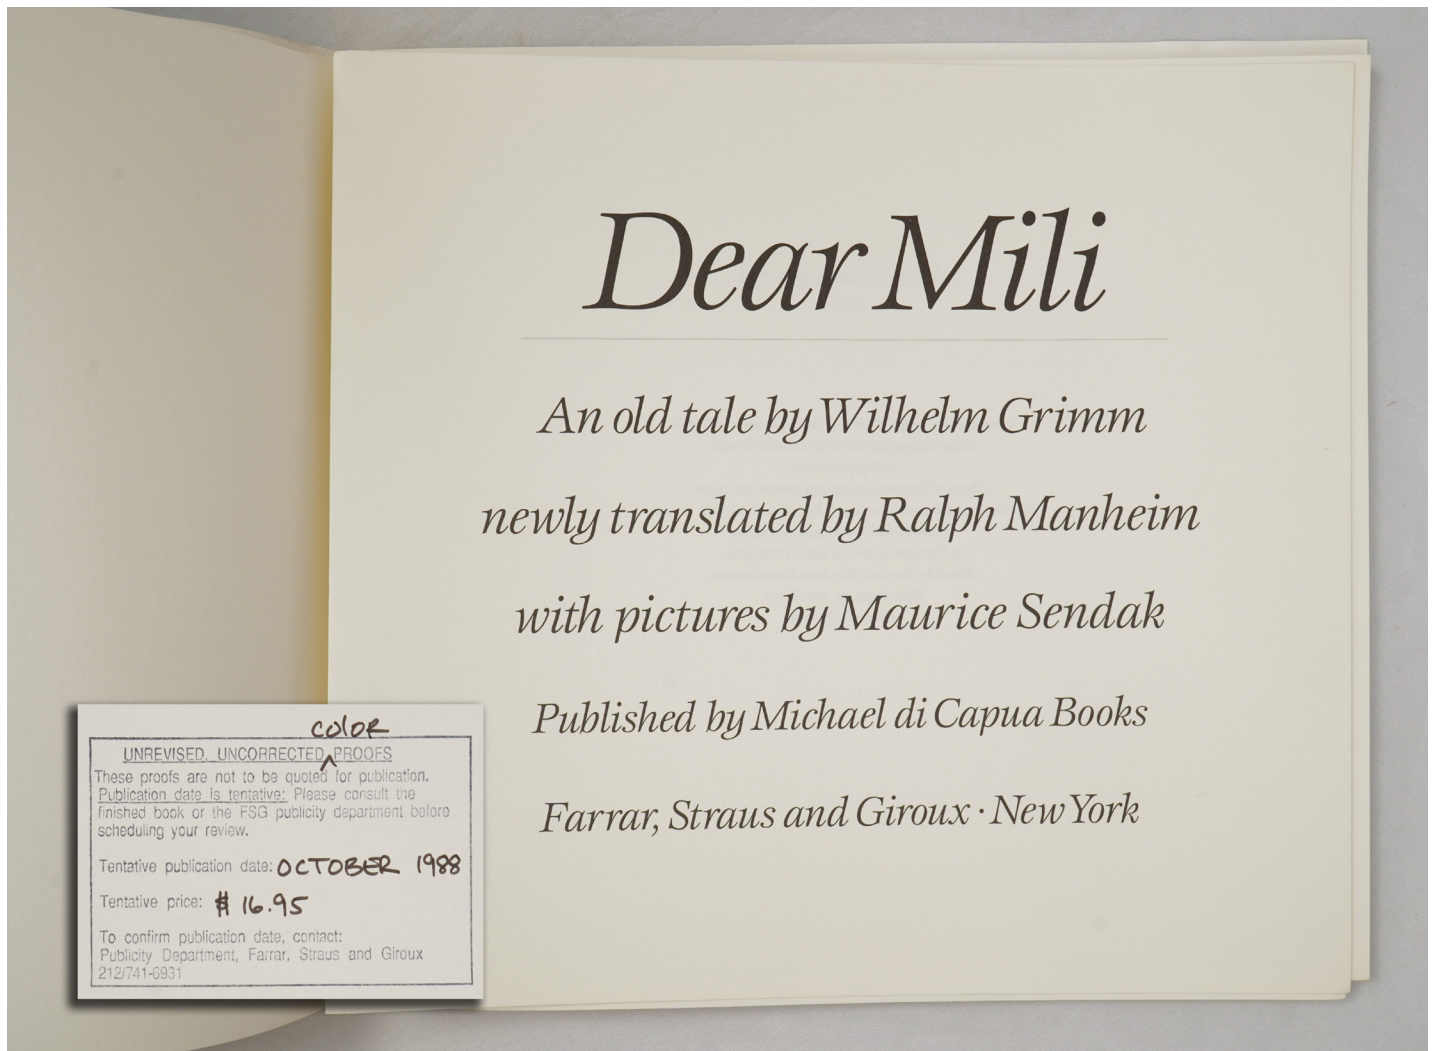 Dear Mili
An old tale by Wilhelm Grimm
newly translated by Ralph Manheim
with pictures by Maurice Sendak
Published by Michael di Capua Books
Farrar, Straus and Giroux · New York
color
UNREVISED, UNCORRECTED PROOFS
These proofs are not to be quoted for publication.
Publication date is tentative: Please consult the
finished book or the FSG publicity department before
scheduling your review.
Tentative publication date: OCTOBER 1988
Tentative price: $ 16.95
To confirm publication date, contact:
Publicity Department, Farrar, Straus and Giroux
212/741-6931